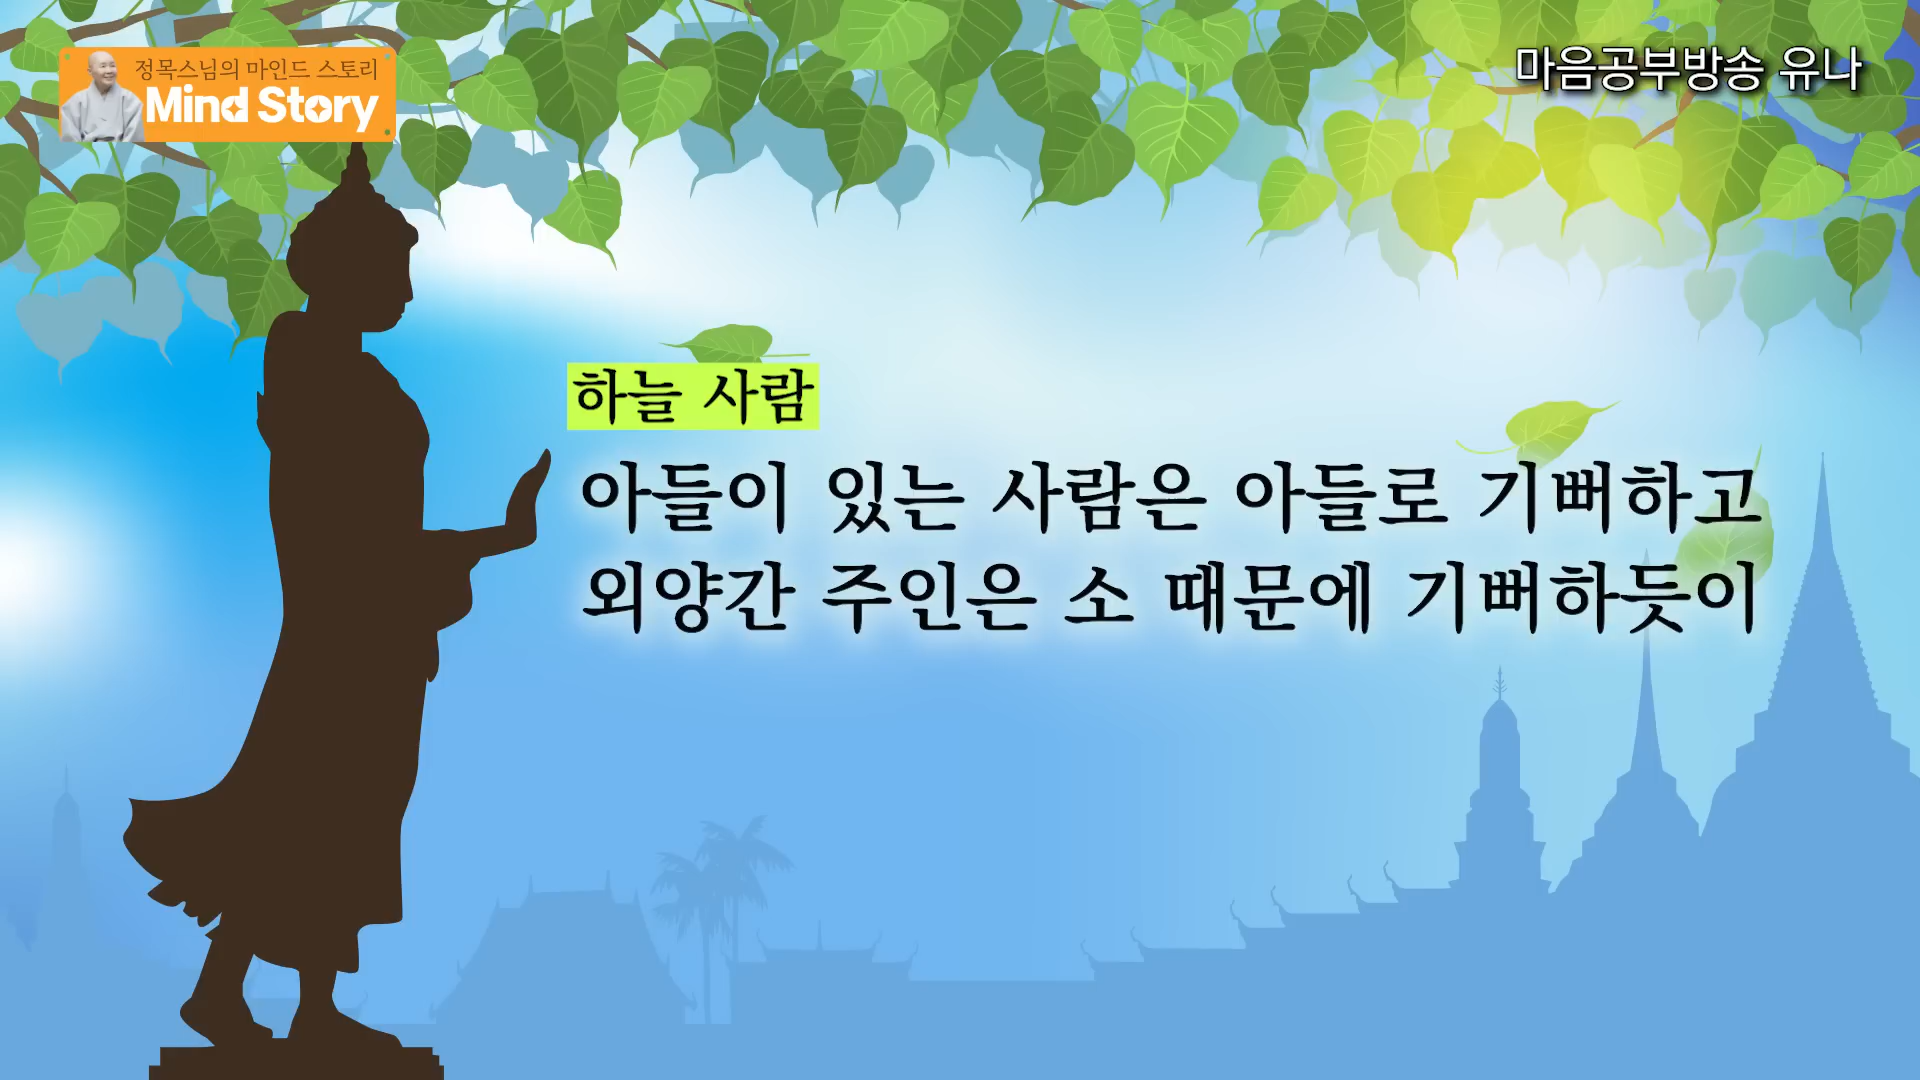 정목스님의 마인드 스토리
Mind Story
마음공부방송 유나
하늘 사람
아들이 있는 사람은 아들로 기뻐하고
외양간 주인은 소 때문에 기뻐하듯이